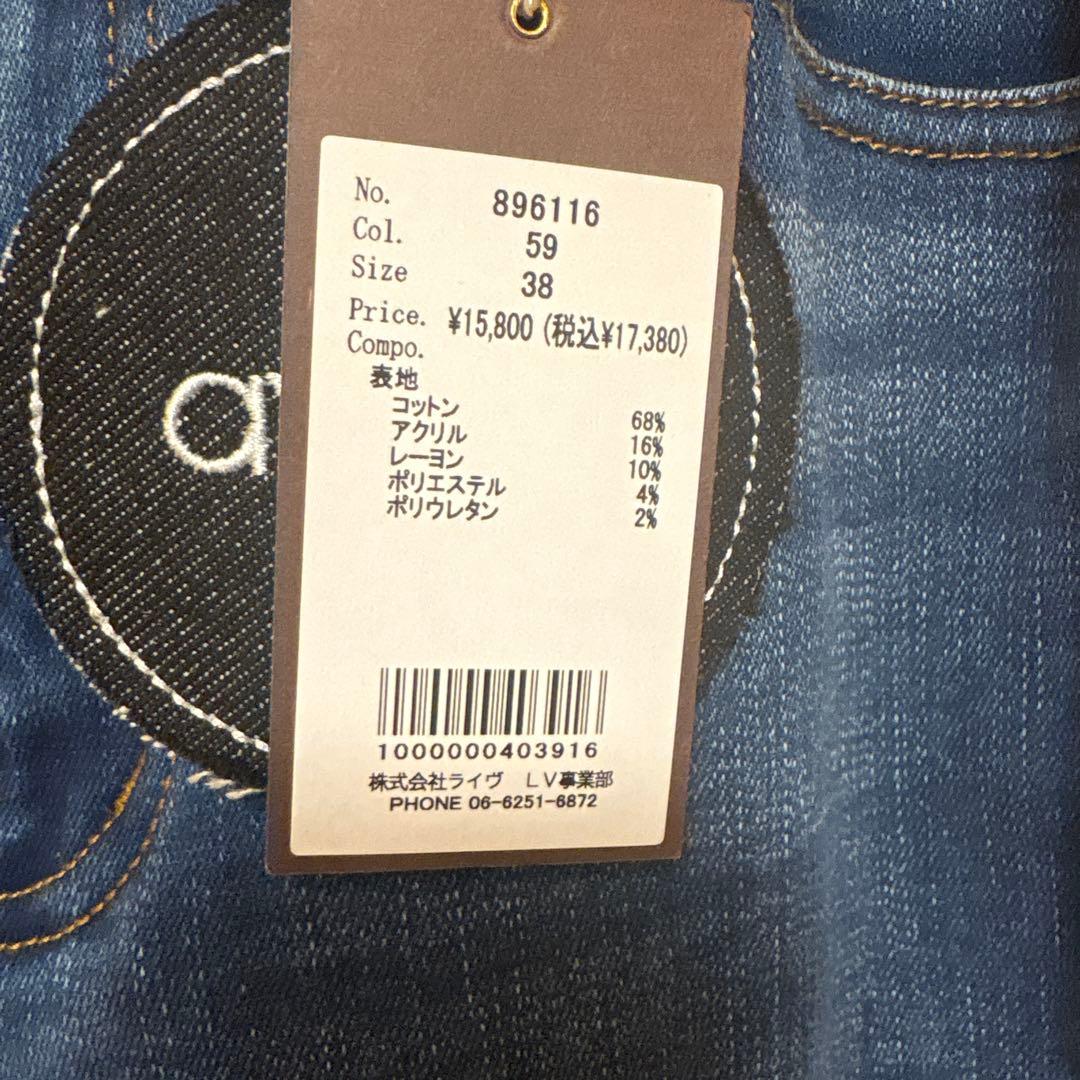 No. 896116
Col. 59
Size 38
Price. ¥15,800 (税込¥17,380)
Compo.
表地
コットン 68%
アクリル 16%
レーヨン 10%
ポリエステル 4%
ポリウレタン 2%
1000000403916
株式会社ライヴ LV事業部
PHONE 06-6251-6872